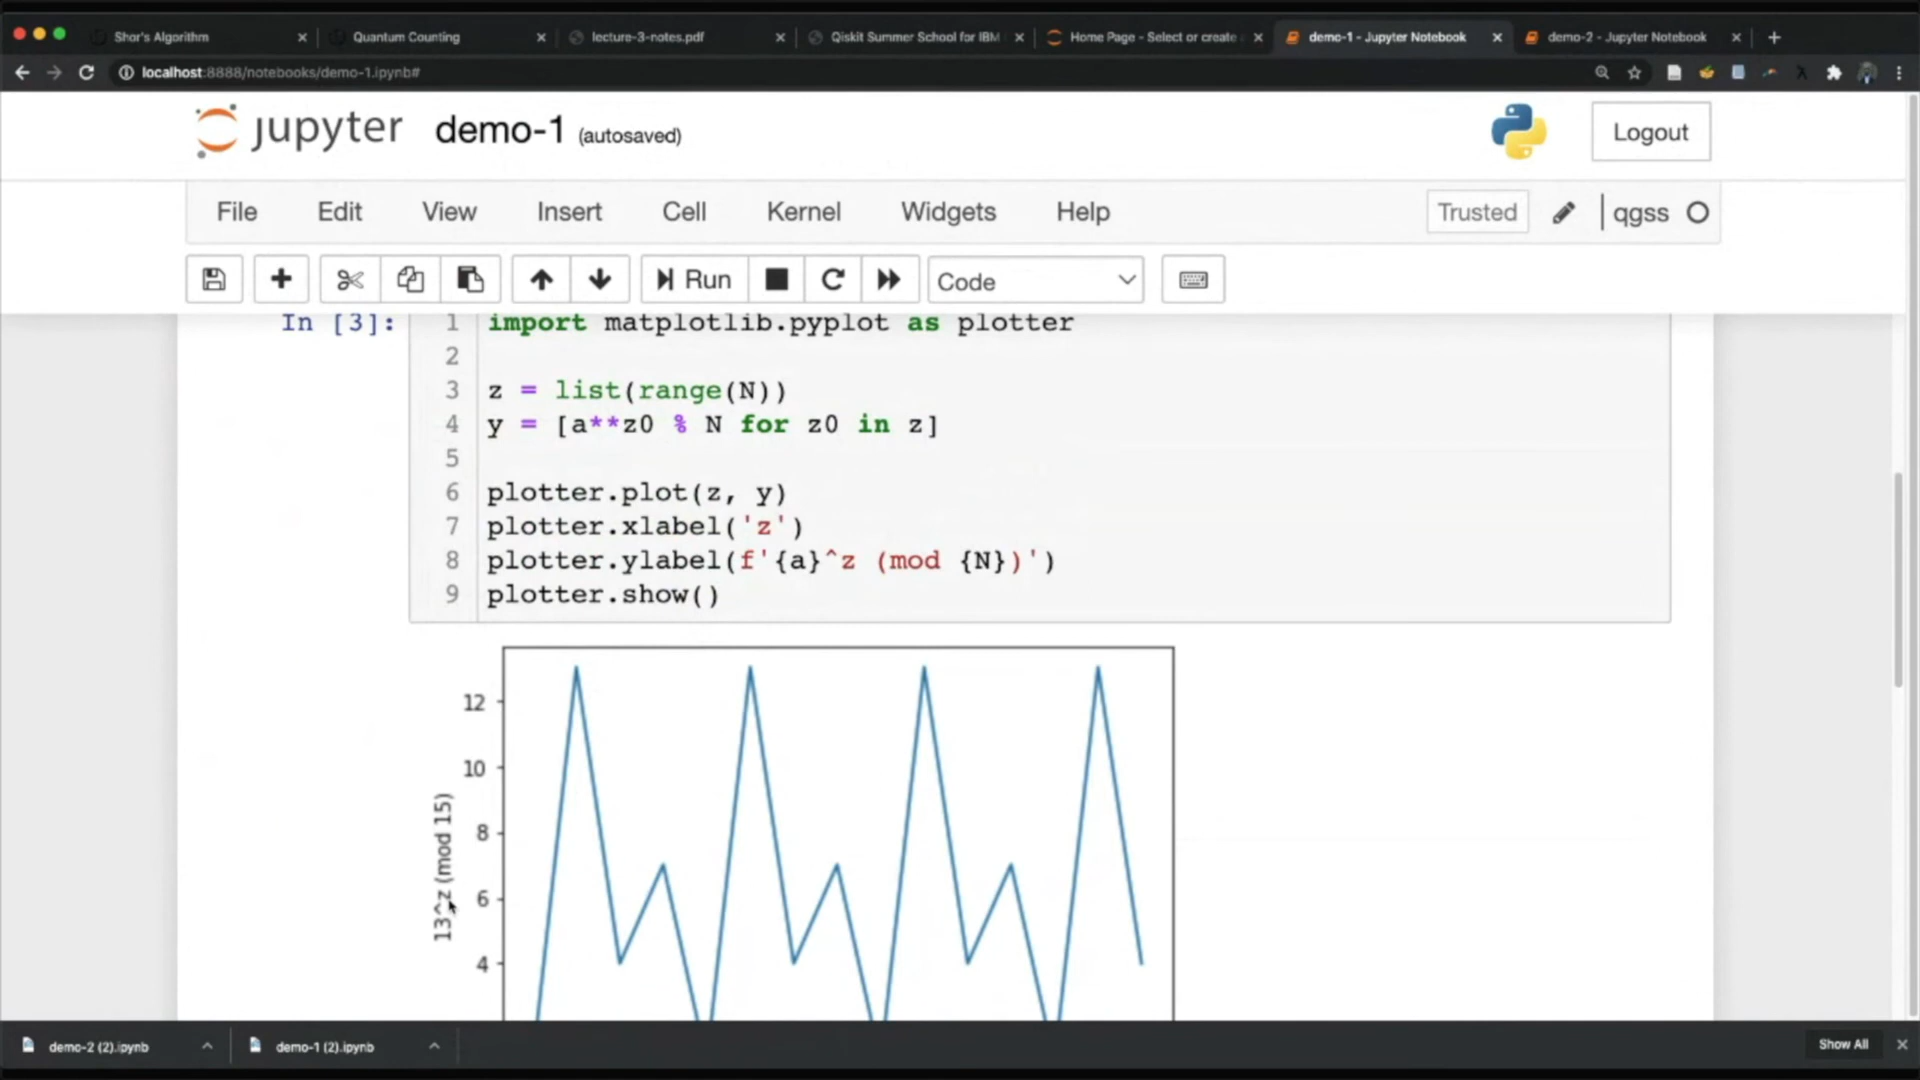 Shor's Algorithm
Quantum Counting
lecture-3-notes.pdf
Qiskit Summer School for IBM
Home Page - Select or create
demo-1 - Jupyter Notebook
demo-2 - Jupyter Notebook
localhost:8888/notebooks/demo-1.ipynb#
jupyter demo-1 (autosaved)
Logout
File Edit View Insert Cell Kernel Widgets Help
Trusted
qgss
Run
Code
In [3]:
1 import matplotlib.pyplot as plotter
2
3 z = list(range(N))
4 y = [a**z0 % N for z0 in z]
5
6 plotter.plot(z, y)
7 plotter.xlabel('z')
8 plotter.ylabel(f'{a}^z (mod {N})')
9 plotter.show()
12
10
8
6
4
13^z (mod 15)
demo-2 (2).ipynb
demo-1 (2).ipynb
Show All